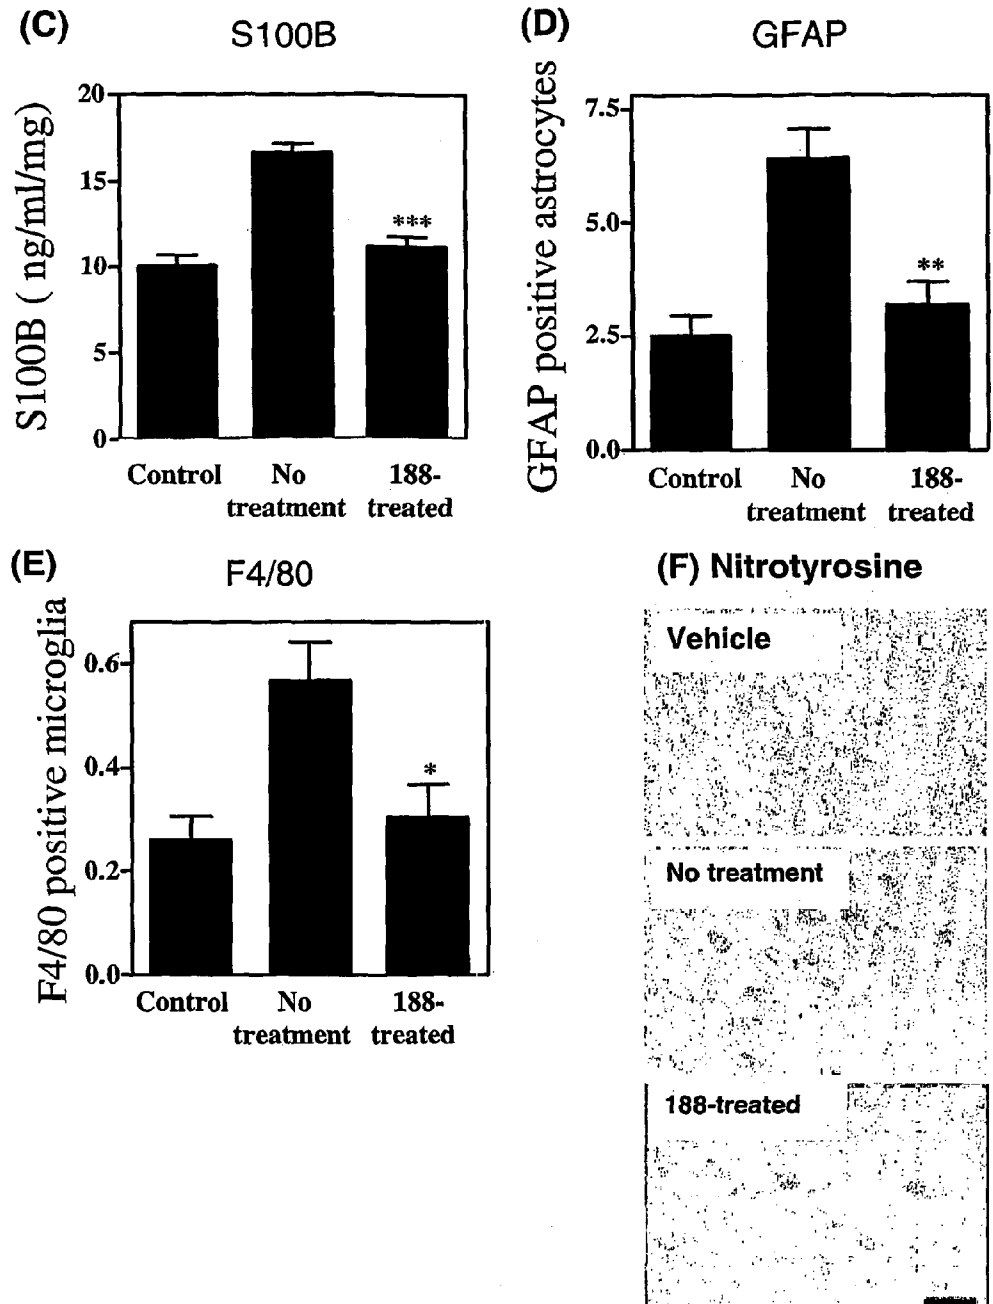 (C)
S100B
S100B ( ng/ml/mg)
20
15
10
5
0
***
Control
No treatment
188-treated
(D)
GFAP
GFAP positive astrocytes
7.5
5.0
2.5
0.0
**
Control
No treatment
188-treated
(E)
F4/80
F4/80 positive microglia
0.6
0.4
0.2
0.0
*
Control
No treatment
188-treated
(F) Nitrotyrosine
Vehicle
No treatment
188-treated